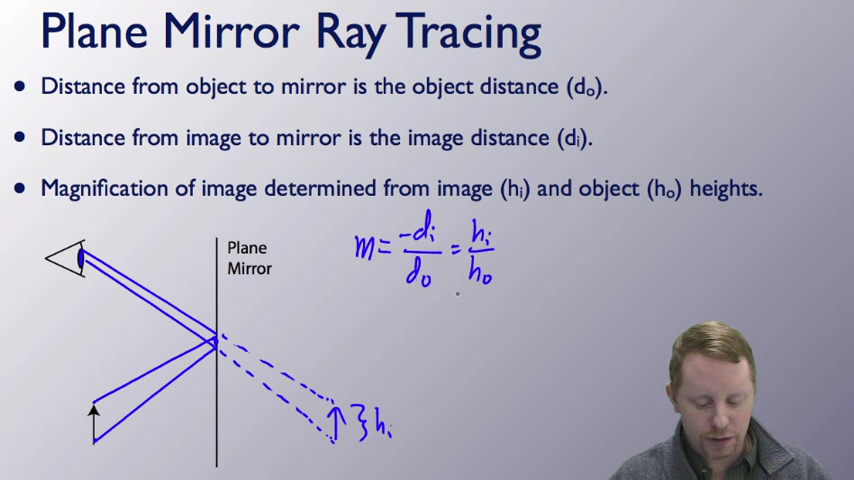 Plane Mirror Ray Tracing
• Distance from object to mirror is the object distance (dₒ).
• Distance from image to mirror is the image distance (dᵢ).
• Magnification of image determined from image (hᵢ) and object (hₒ) heights.
Plane
Mirror
m = -dᵢ/dₒ = hᵢ/hₒ
} hᵢ